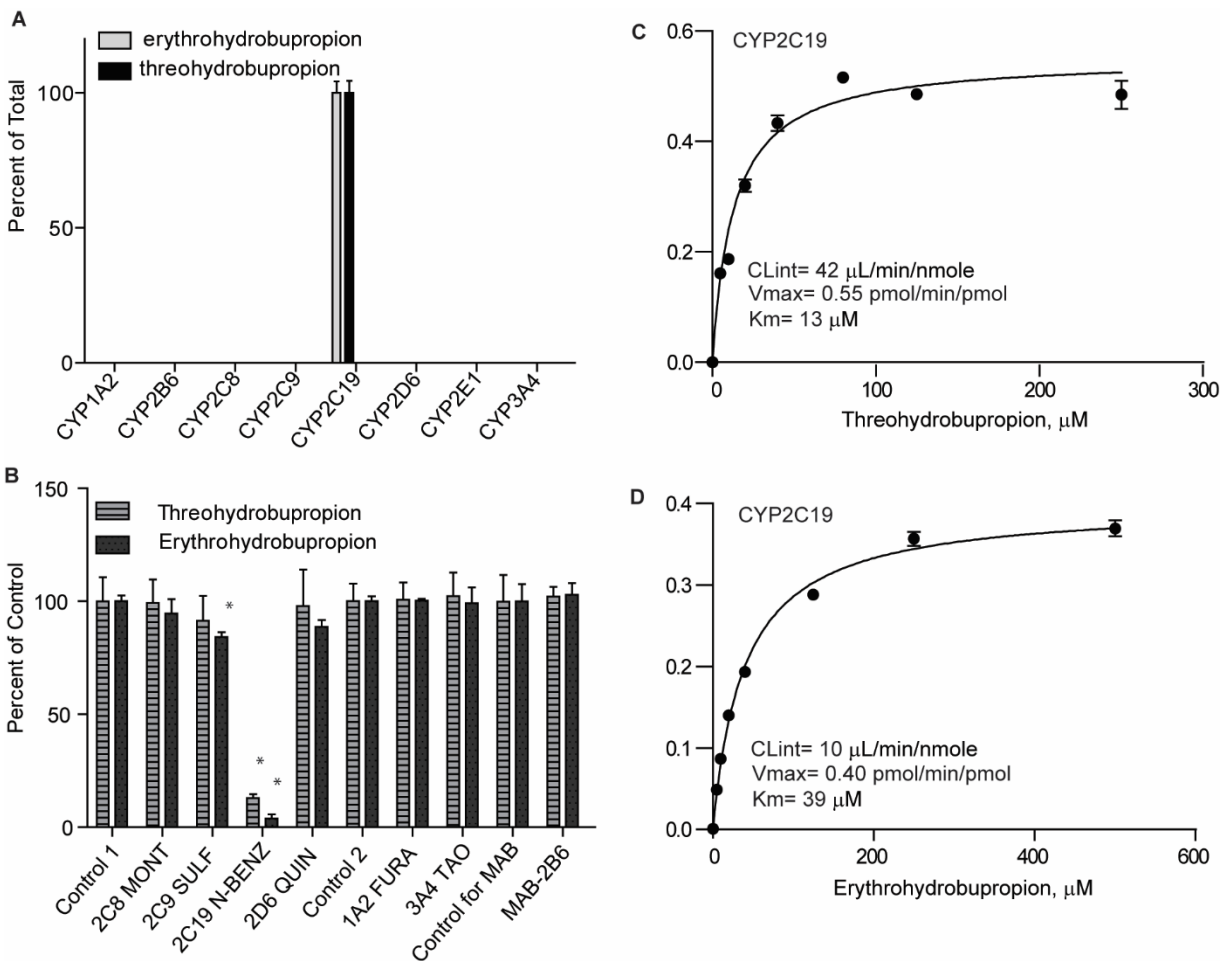 A
erythrohydrobupropion
threohydrobupropion
Percent of Total
100
50
0
CYP1A2
CYP2B6
CYP2C8
CYP2C9
CYP2C19
CYP2D6
CYP2E1
CYP3A4
B
Threohydrobupropion
Erythrohydrobupropion
Percent of Control
150
100
50
0
*
*
*
Control 1
2C8 MONT
2C9 SULF
2C19 N-BENZ
2D6 QUIN
Control 2
1A2 FURA
3A4 TAO
Control for MAB
MAB-2B6
C
CYP2C19
0.6
0.4
0.2
0.0
CLint= 42 μL/min/nmole
Vmax= 0.55 pmol/min/pmol
Km= 13 μM
0
100
200
300
Threohydrobupropion, μM
D
CYP2C19
0.4
0.3
0.2
0.1
0.0
CLint= 10 μL/min/nmole
Vmax= 0.40 pmol/min/pmol
Km= 39 μM
0
200
400
600
Erythrohydrobupropion, μM